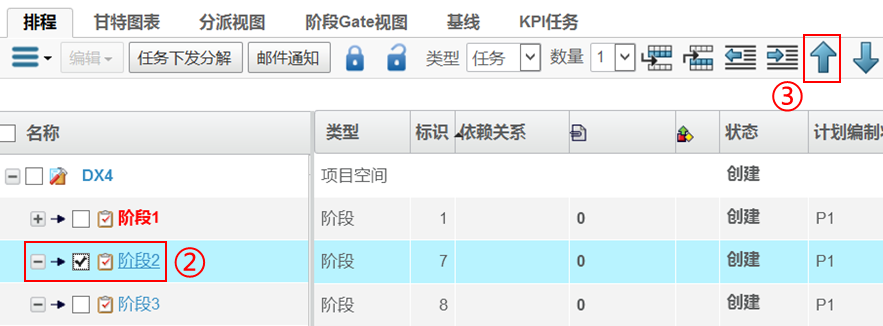 排程 甘特图表 分派视图 阶段Gate视图 基线 KPI任务
编辑 任务下发分解 邮件通知 类型 任务 数量 1
③
名称 类型 标识 依赖关系 状态 计划编制
DX4 项目空间 创建
阶段1 阶段 1 0 创建 P1
阶段2 ② 阶段 7 0 创建 P1
阶段3 阶段 8 0 创建 P1